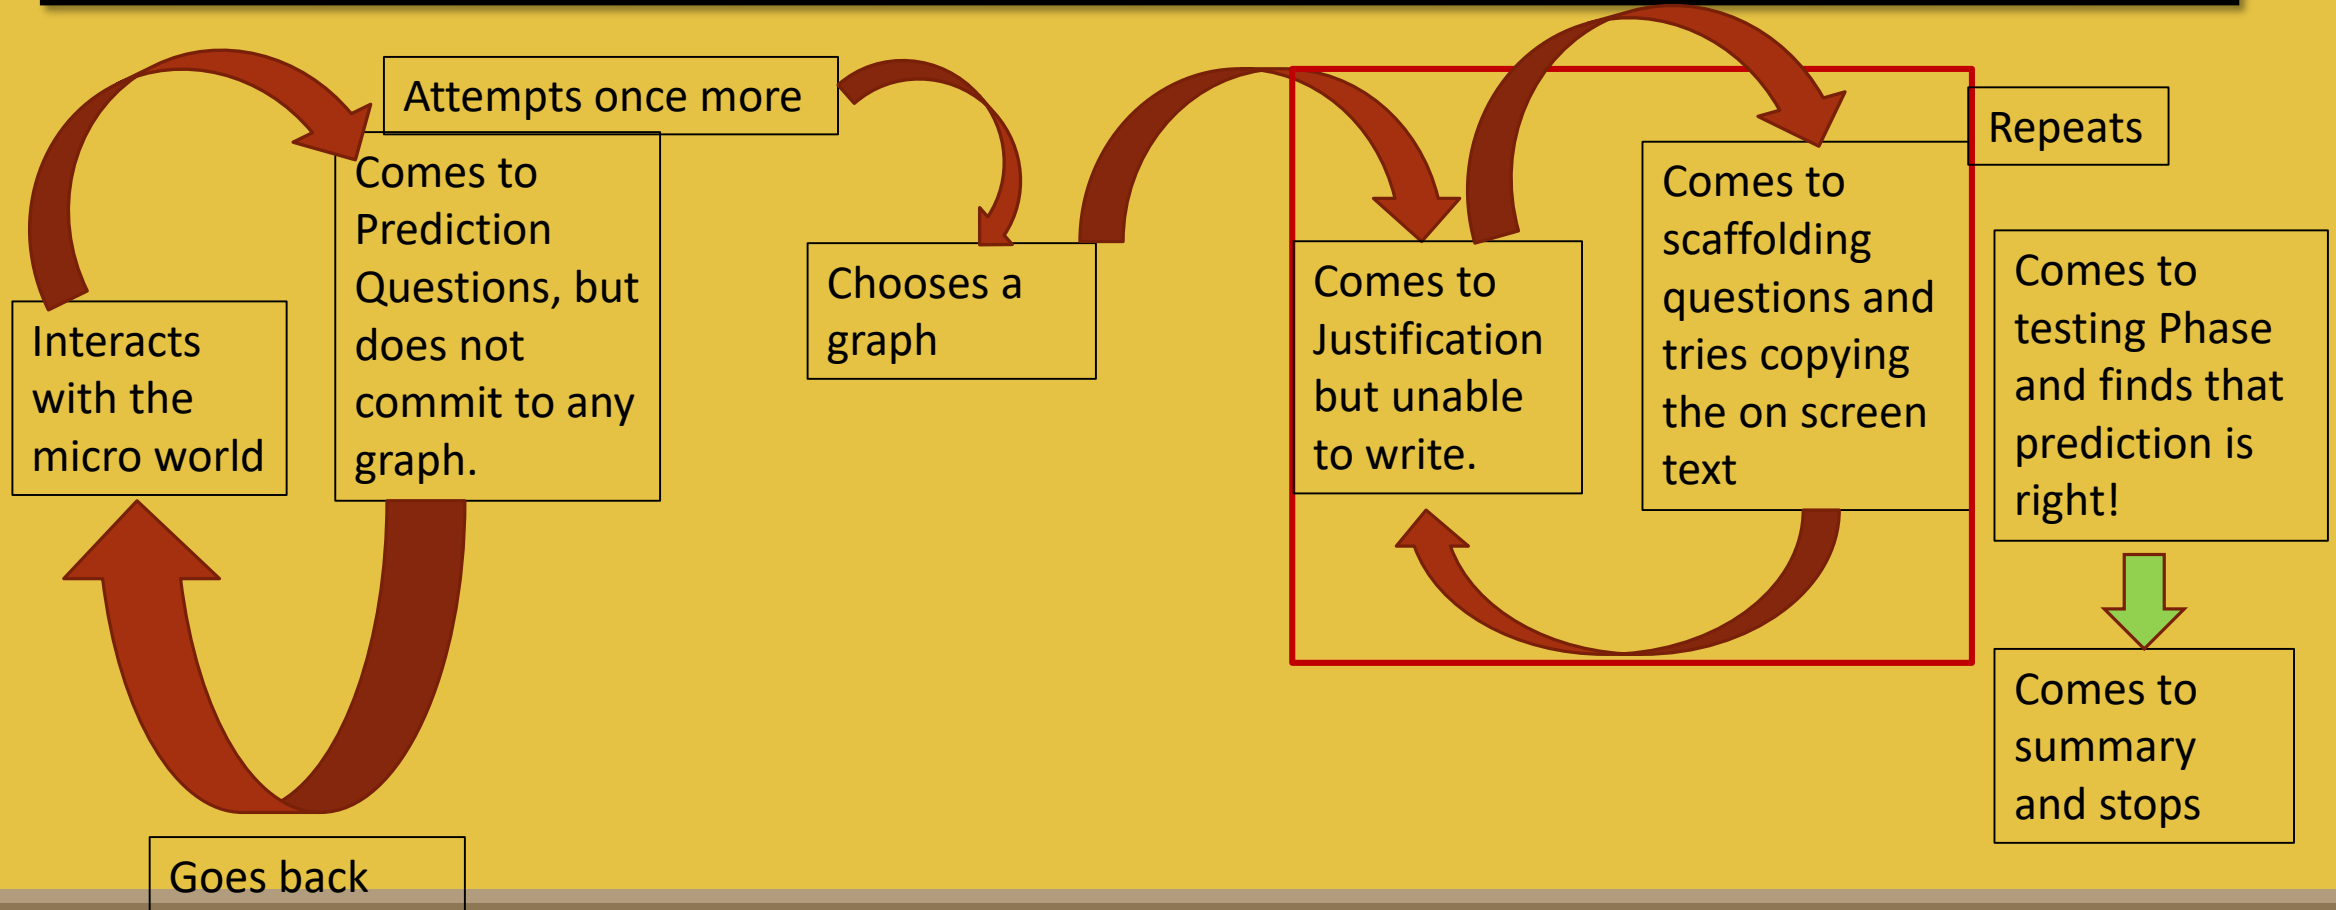 Attempts once more
Comes to
Prediction
Questions, but
does not
commit to any
graph.
Interacts
with the
micro world
Goes back
Chooses a
graph
Comes to
Justification
but unable
to write.
Comes to
scaffolding
questions and
tries copying
the on screen
text
Repeats
Comes to
testing Phase
and finds that
prediction is
right!
Comes to
summary
and stops